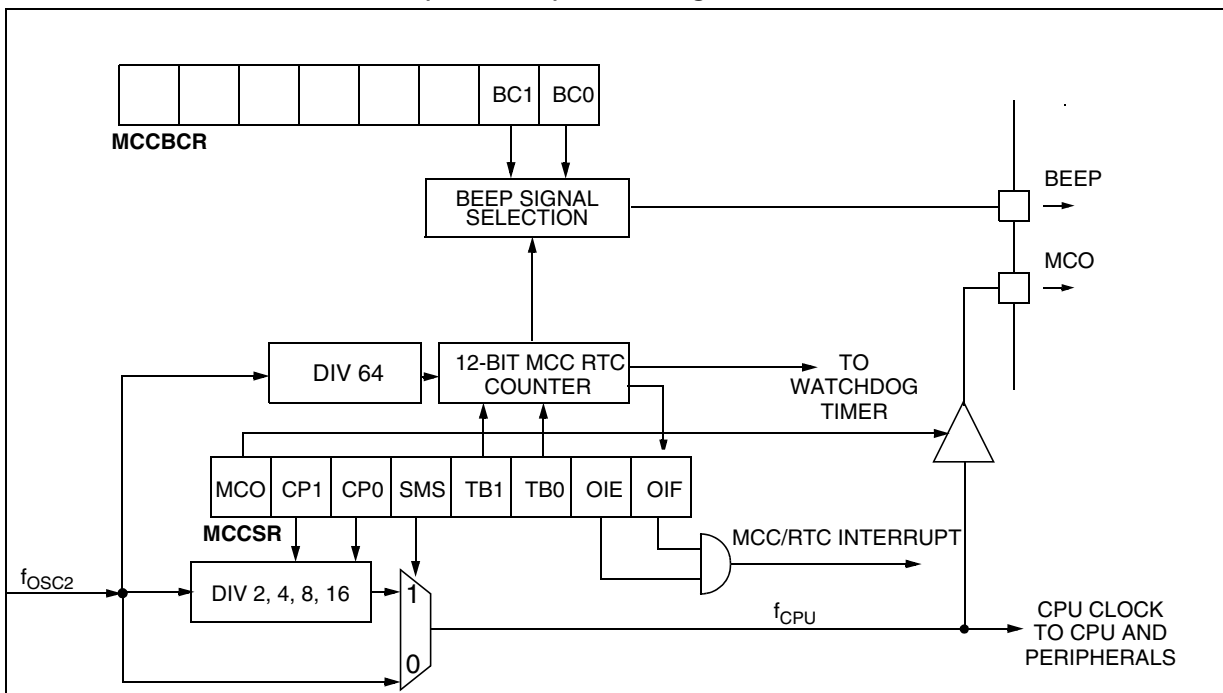 BC1 BC0
MCCBCR
BEEP SIGNAL
SELECTION
BEEP
MCO
DIV 64
12-BIT MCC RTC
COUNTER
TO
WATCHDOG
TIMER
MCO CP1 CP0 SMS TB1 TB0 OIE OIF
MCCSR
MCC/RTC INTERRUPT
fOSC2
DIV 2, 4, 8, 16
1
0
fCPU
CPU CLOCK
TO CPU AND
PERIPHERALS